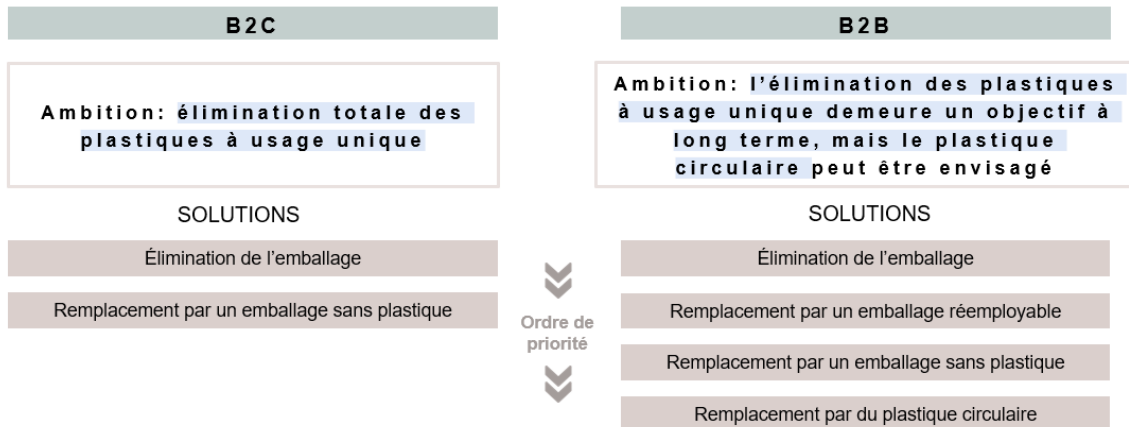 B2C
Ambition: élimination totale des
plastiques à usage unique
SOLUTIONS
Élimination de l'emballage
Remplacement par un emballage sans plastique
Ordre de
priorité
B2B
Ambition: l'élimination des plastiques
à usage unique demeure un objectif à
long terme, mais le plastique
circulaire peut être envisagé
SOLUTIONS
Élimination de l'emballage
Remplacement par un emballage réemployable
Remplacement par un emballage sans plastique
Remplacement par du plastique circulaire